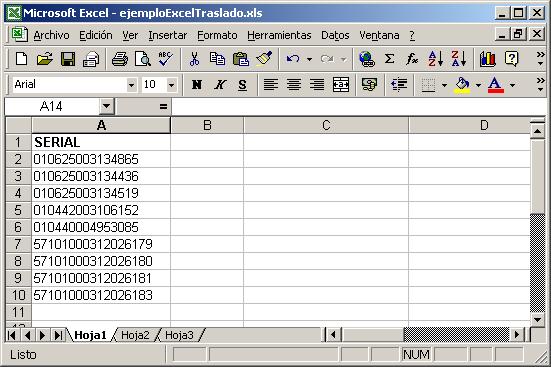 Microsoft Excel - ejemploExcelTraslado.xls
Archivo Edición Ver Insertar Formato Herramientas Datos Ventana ?
Arial 10 N K S
A14 =
A B C D
1 SERIAL
2 010625003134865
3 010625003134436
4 010625003134519
5 010442003106152
6 010440004953085
7 57101000312026179
8 57101000312026180
9 57101000312026181
10 57101000312026183
11
Hoja1 Hoja2 Hoja3
Listo NUM